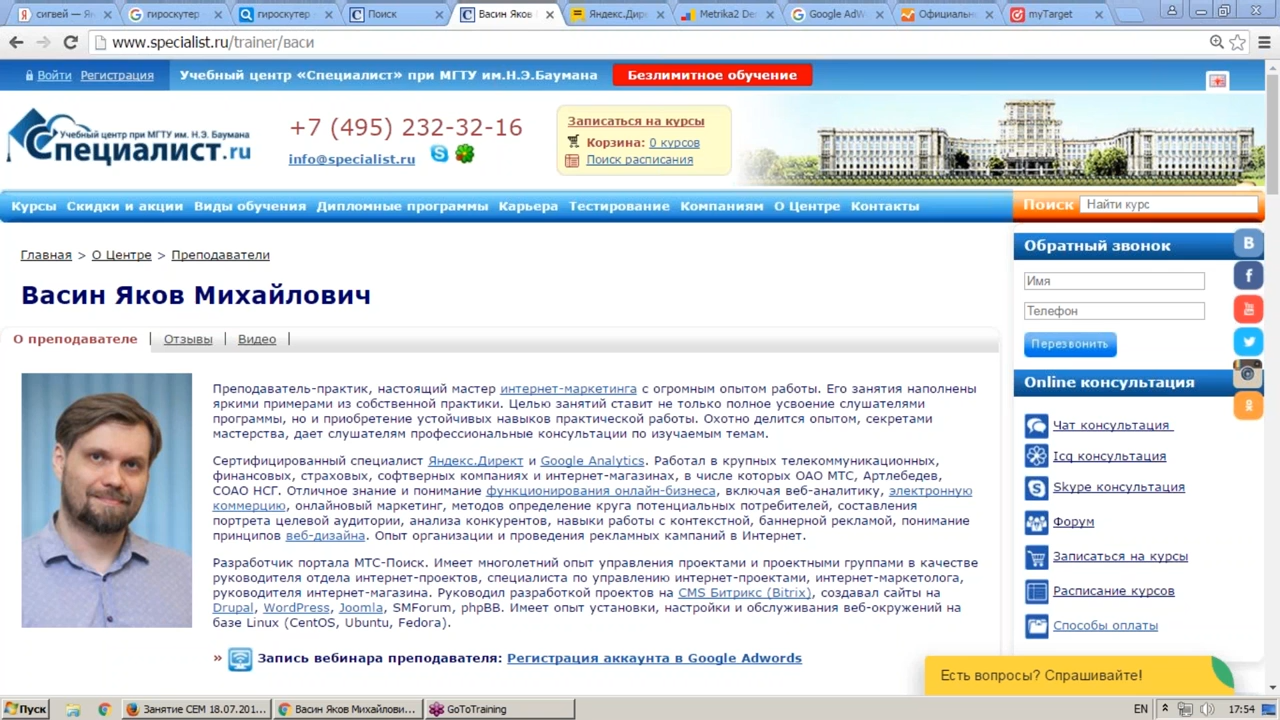 сигвей — Ян
гироскутер
гироскутер -
Поиск
Васин Яков
Яндекс.Дир
Metrika2 De
Google AdW
Официальн
myTarget
www.specialist.ru/trainer/васи
Войти Регистрация Учебный центр «Специалист» при МГТУ им.Н.Э.Баумана Безлимитное обучение
Учебный центр при МГТУ им. Н.Э. Баумана
Специалист.ru
+7 (495) 232-32-16
info@specialist.ru
Записаться на курсы
Корзина: 0 курсов
Поиск расписания
Курсы Скидки и акции Виды обучения Дипломные программы Карьера Тестирование Компаниям О Центре Контакты
Поиск Найти курс
Главная > О Центре > Преподаватели
Васин Яков Михайлович
О преподавателе | Отзывы | Видео |
Преподаватель-практик, настоящий мастер интернет-маркетинга с огромным опытом работы. Его занятия наполнены
яркими примерами из собственной практики. Целью занятий ставит не только полное усвоение слушателями
программы, но и приобретение устойчивых навыков практической работы. Охотно делится опытом, секретами
мастерства, дает слушателям профессиональные консультации по изучаемым темам.
Сертифицированный специалист Яндекс.Директ и Google Analytics. Работал в крупных телекоммуникационных,
финансовых, страховых, софтверных компаниях и интернет-магазинах, в числе которых ОАО МТС, Артлебедев,
СОАО НСГ. Отличное знание и понимание функционирования онлайн-бизнеса, включая веб-аналитику, электронную
коммерцию, онлайновый маркетинг, методов определение круга потенциальных потребителей, составления
портрета целевой аудитории, анализа конкурентов, навыки работы с контекстной, баннерной рекламой, понимание
принципов веб-дизайна. Опыт организации и проведения рекламных кампаний в Интернет.
Разработчик портала МТС-Поиск. Имеет многолетний опыт управления проектами и проектными группами в качестве
руководителя отдела интернет-проектов, специалиста по управлению интернет-проектами, интернет-маркетолога,
руководителя интернет-магазина. Руководил разработкой проектов на CMS Битрикс (Bitrix), создавал сайты на
Drupal, WordPress, Joomla, SMForum, phpBB. Имеет опыт установки, настройки и обслуживания веб-окружений на
базе Linux (CentOS, Ubuntu, Fedora).
» Запись вебинара преподавателя: Регистрация аккаунта в Google Adwords
Обратный звонок
Имя
Телефон
Перезвонить
Online консультация
Чат консультация
Icq консультация
Skype консультация
Форум
Записаться на курсы
Расписание курсов
Способы оплаты
Есть вопросы? Спрашивайте!
Пуск
Занятие СЕМ 18.07.201...
Васин Яков Михайлови...
GoToTraining
EN 17:54